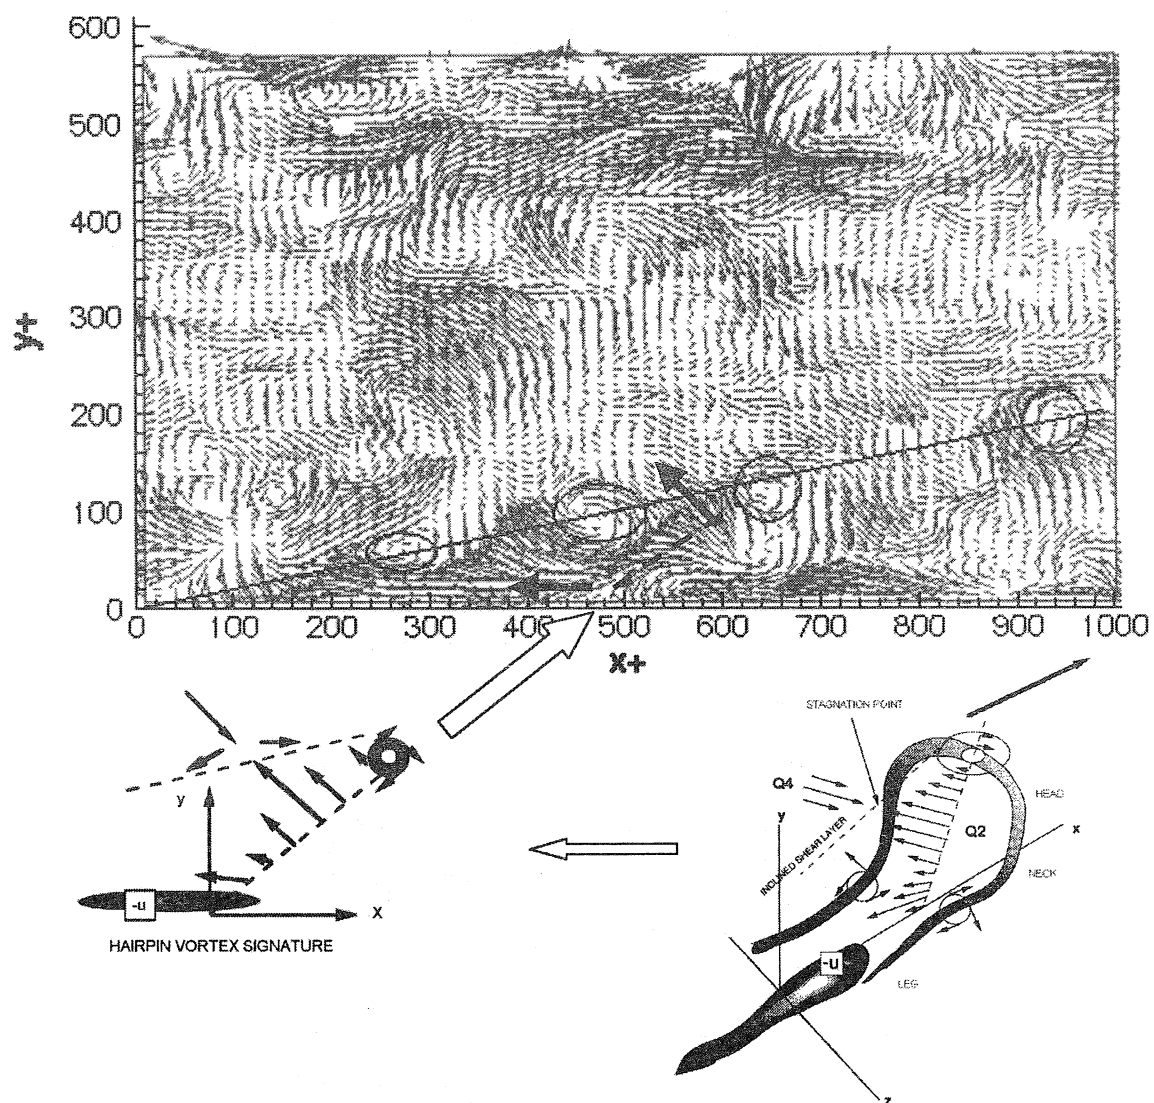 600
500
400
300
200
100
0
y+
0 100 200 300 400 500 600 700 800 900 1000
x+
STAGNATION POINT
Q4
y
HEAD
INCLINED SHEAR LAYER
Q2
x
NECK
-u
LEG
z
y
-u
X
HAIRPIN VORTEX SIGNATURE